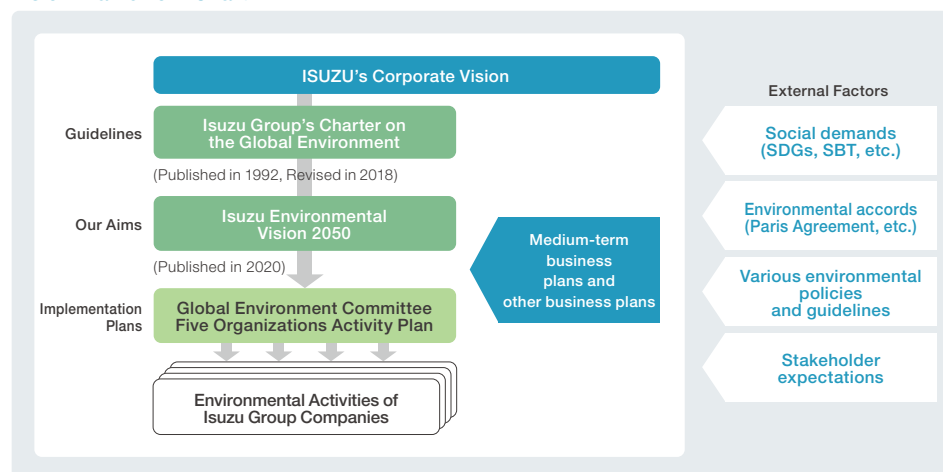 ISUZU's Corporate Vision
Guidelines
Isuzu Group's Charter on
the Global Environment
(Published in 1992, Revised in 2018)
Our Aims
Isuzu Environmental
Vision 2050
(Published in 2020)
Implementation
Plans
Global Environment Committee
Five Organizations Activity Plan
Environmental Activities of
Isuzu Group Companies
Medium-term
business
plans and
other business plans
External Factors
Social demands
(SDGs, SBT, etc.)
Environmental accords
(Paris Agreement, etc.)
Various environmental
policies
and guidelines
Stakeholder
expectations